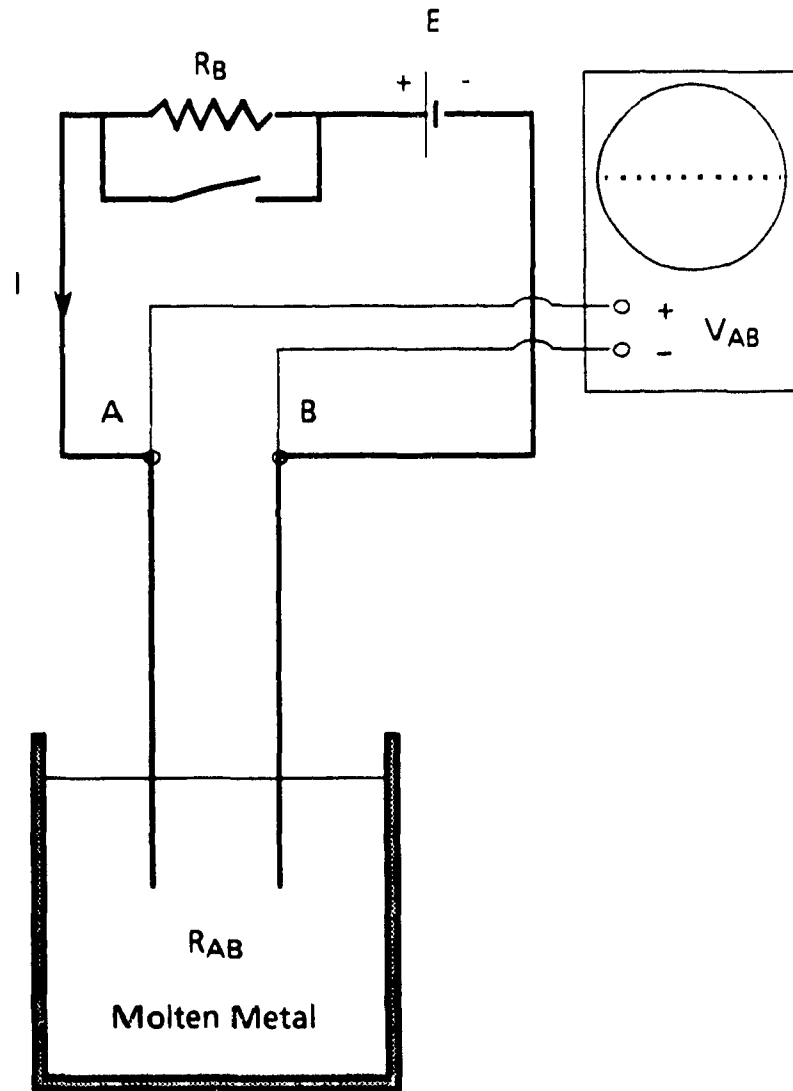 E
R_B
+ -
I
+
V_AB
-
A
B
R_AB
Molten Metal